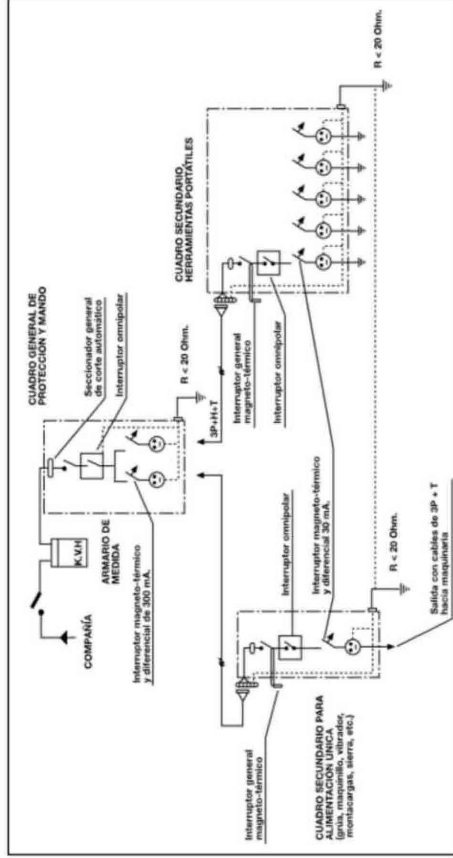 COMPAÑÍA
K.V.H
ARMARIO DE
MEDIDA
CUADRO GENERAL DE
PROTECCIÓN Y MANDO
Seccionador general
de corte automático
Interruptor omnipolar
Interruptor magneto-térmico
y diferencial de 300 mA.
R < 20 Ohm.
3P+H+T
CUADRO SECUNDARIO,
HERRAMIENTAS PORTÁTILES
Interruptor general
magneto-térmico
Interruptor omnipolar
R < 20 Ohm.
Interruptor general
magneto-térmico
Interruptor omnipolar
Interruptor magneto-térmico
y diferencial 30 mA.
CUADRO SECUNDARIO PARA
ALIMENTACIÓN ÚNICA
(grúa, maquinillo, vibrador,
montacargas, sierra, etc.)
R < 20 Ohm.
Salida con cables de 3P + T
hacia maquinaria